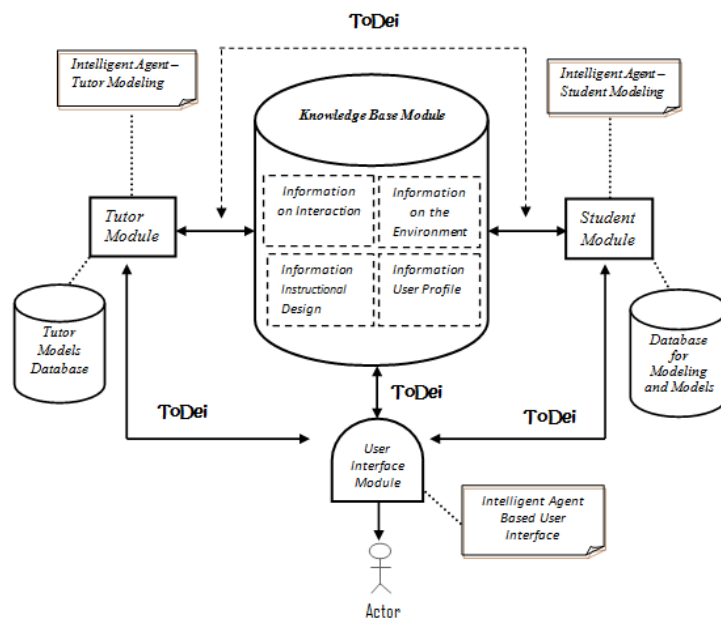 ToDei
Intelligent Agent –
Tutor Modeling
Intelligent Agent–
Student Modeling
Knowledge Base Module
Information
on Interaction
Information
on the
Environment
Information
Instructional
Design
Information
User Profile
Tutor
Module
Student
Module
Tutor
Models
Database
Database
for
Modeling
and Models
ToDei
ToDei
ToDei
User
Interface
Module
Intelligent Agent
Based User
Interface
Actor